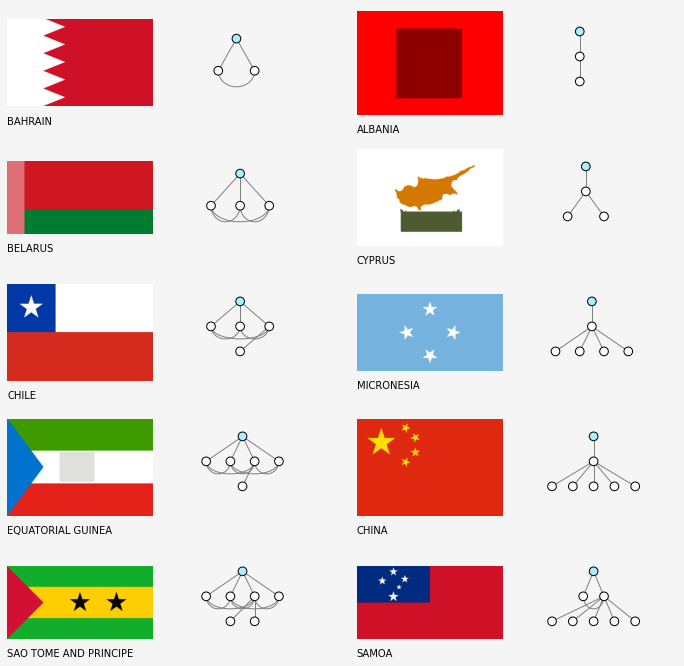 BAHRAIN
ALBANIA
BELARUS
CYPRUS
CHILE
MICRONESIA
EQUATORIAL GUINEA
CHINA
SAO TOME AND PRINCIPE
SAMOA